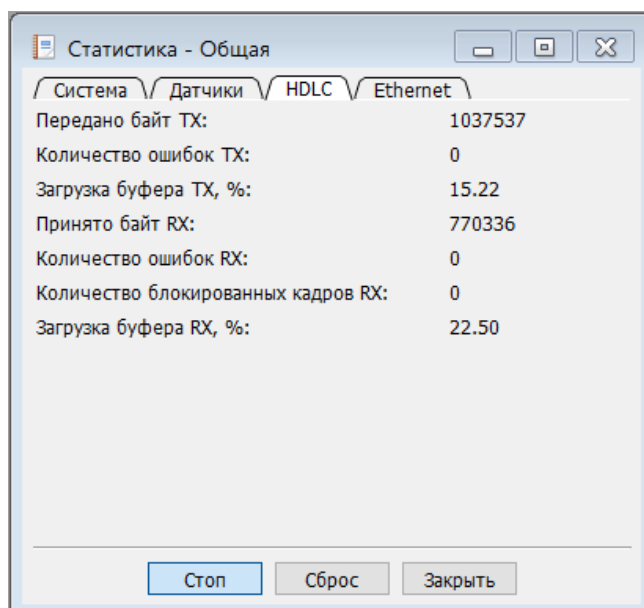 Статистика - Общая
Система Датчики HDLC Ethernet
Передано байт TX: 1037537
Количество ошибок TX: 0
Загрузка буфера TX, %: 15.22
Принято байт RX: 770336
Количество ошибок RX: 0
Количество блокированных кадров RX: 0
Загрузка буфера RX, %: 22.50
Стоп Сброс Закрыть